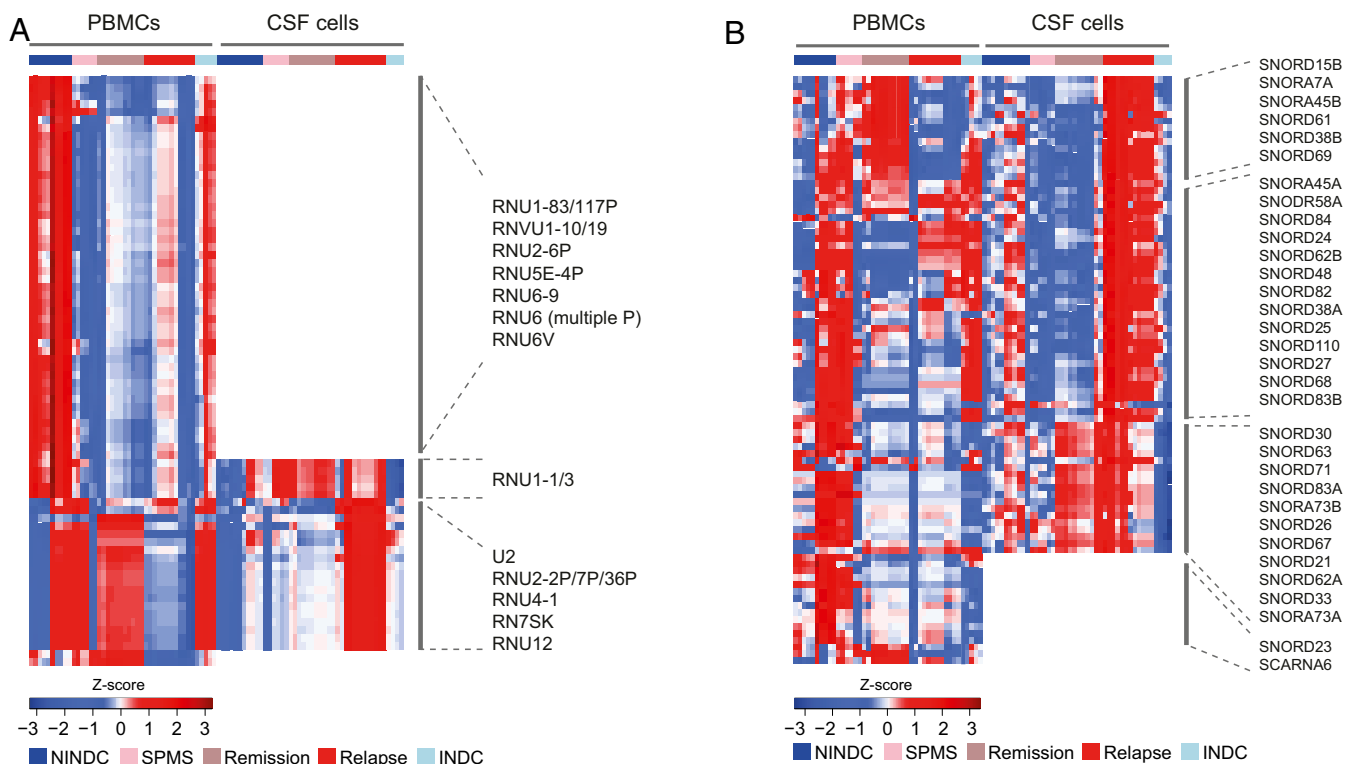 A
PBMCs
CSF cells
RNU1-83/117P
RNVU1-10/19
RNU2-6P
RNU5E-4P
RNU6-9
RNU6 (multiple P)
RNU6V
RNU1-1/3
U2
RNU2-2P/7P/36P
RNU4-1
RN7SK
RNU12
Z-score
−3 −2 −1 0 1 2 3
NINDC SPMS Remission Relapse INDC
B
PBMCs
CSF cells
SNORD15B
SNORA7A
SNORA45B
SNORD61
SNORD38B
SNORD69
SNORA45A
SNODR58A
SNORD84
SNORD24
SNORD62B
SNORD48
SNORD82
SNORD38A
SNORD25
SNORD110
SNORD27
SNORD68
SNORD83B
SNORD30
SNORD63
SNORD71
SNORD83A
SNORA73B
SNORD26
SNORD67
SNORD21
SNORD62A
SNORD33
SNORA73A
SNORD23
SCARNA6
Z-score
−3 −2 −1 0 1 2 3
NINDC SPMS Remission Relapse INDC